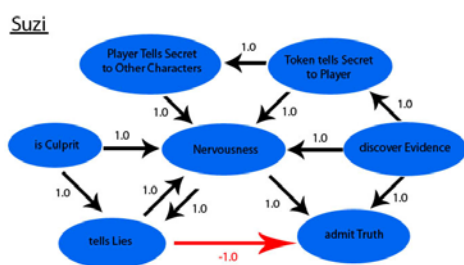 Suzi
Player Tells Secret
to Other Characters
1.0
Token tells Secret
to Player
1.0
1.0
1.0
is Culprit
1.0
Nervousness
1.0
discover Evidence
1.0
1.0
1.0
1.0
1.0
tells Lies
-1.0
admit Truth